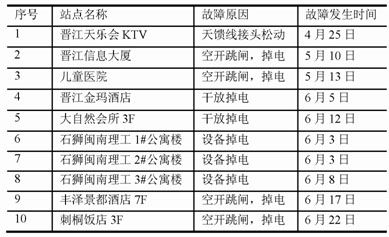 序号 站点名称 故障原因 故障发生时间
1 晋江天乐会 KTV 天馈线接头松动 4 月 25 日
2 晋江信息大厦 空开跳闸，掉电 5 月 10 日
3 儿童医院 空开跳闸，掉电 5 月 13 日
4 晋江金玛酒店 干放掉电 6 月 5 日
5 大自然会所 3F 干放掉电 6 月 12 日
6 石狮闽南理工 1#公寓楼 设备掉电 6 月 3 日
7 石狮闽南理工 2#公寓楼 设备掉电 6 月 3 日
8 石狮闽南理工 3#公寓楼 设备掉电 6 月 8 日
9 丰泽景都酒店 7F 空开跳闸，掉电 6 月 17 日
10 刺桐饭店 3F 空开跳闸，掉电 6 月 22 日